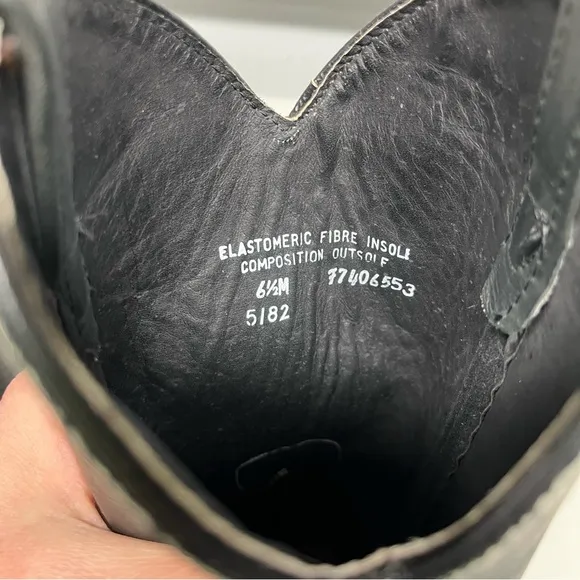 ELASTOMERIC FIBRE INSOLE
COMPOSITION OUTSOLE
6½M 77406553
5182